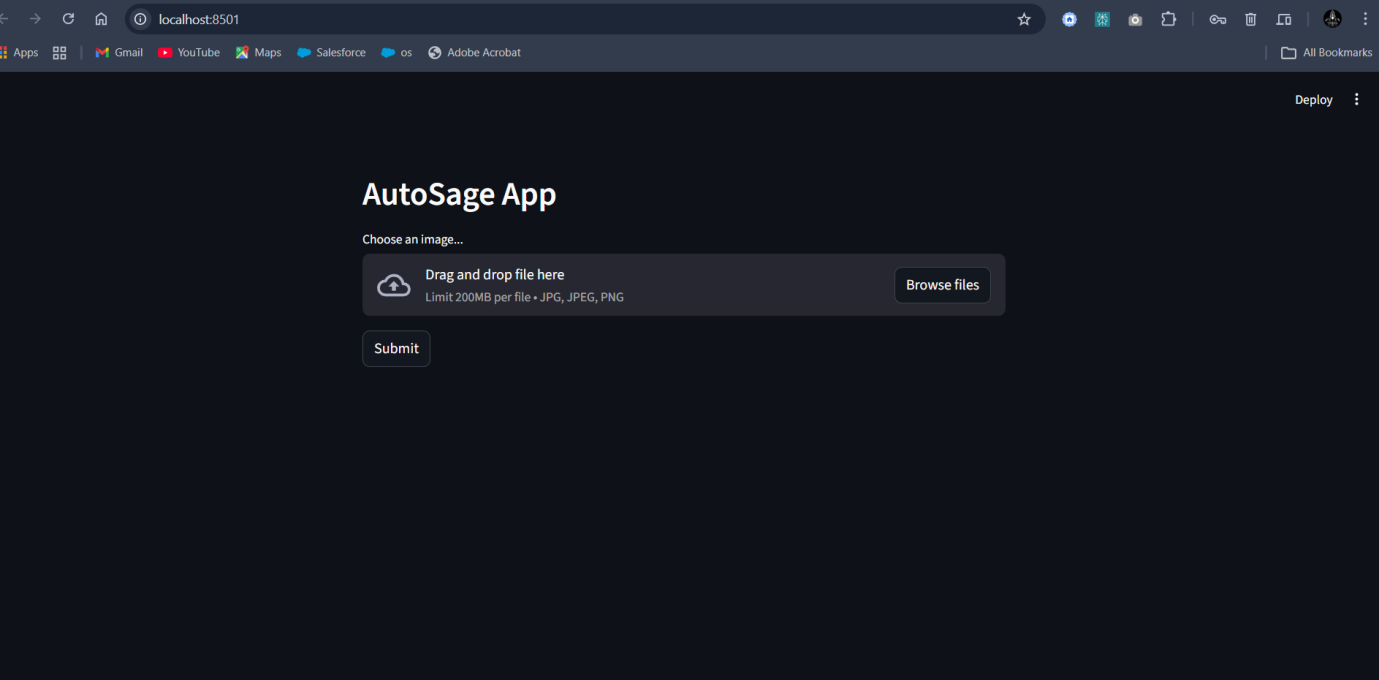 localhost:8501
Apps
Gmail
YouTube
Maps
Salesforce
os
Adobe Acrobat
All Bookmarks
Deploy
AutoSage App
Choose an image...
Drag and drop file here
Limit 200MB per file • JPG, JPEG, PNG
Browse files
Submit